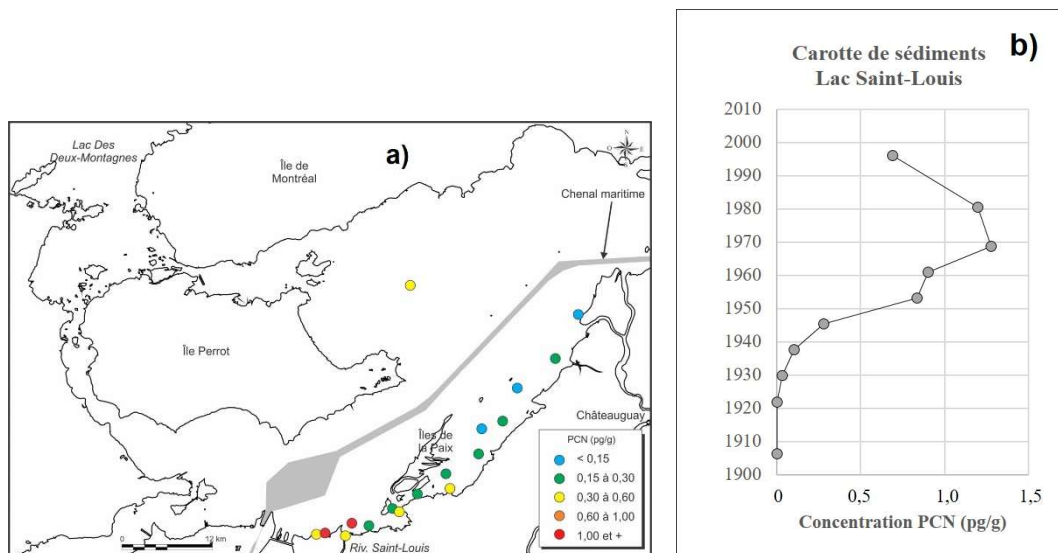 a)
Lac Des
Deux-Montagnes
Île de
Montréal
N
O
E
S
Chenal maritime
Île Perrot
Îles de
la Paix
Châteauguay
Riv. Saint-Louis
0
12 km
PCN (pg/g)
< 0,15
0,15 à 0,30
0,30 à 0,60
0,60 à 1,00
1,00 et +
b)
Carotte de sédiments
Lac Saint-Louis
2010
2000
1990
1980
1970
1960
1950
1940
1930
1920
1910
1900
0
0,5
1,0
1,5
Concentration PCN (pg/g)